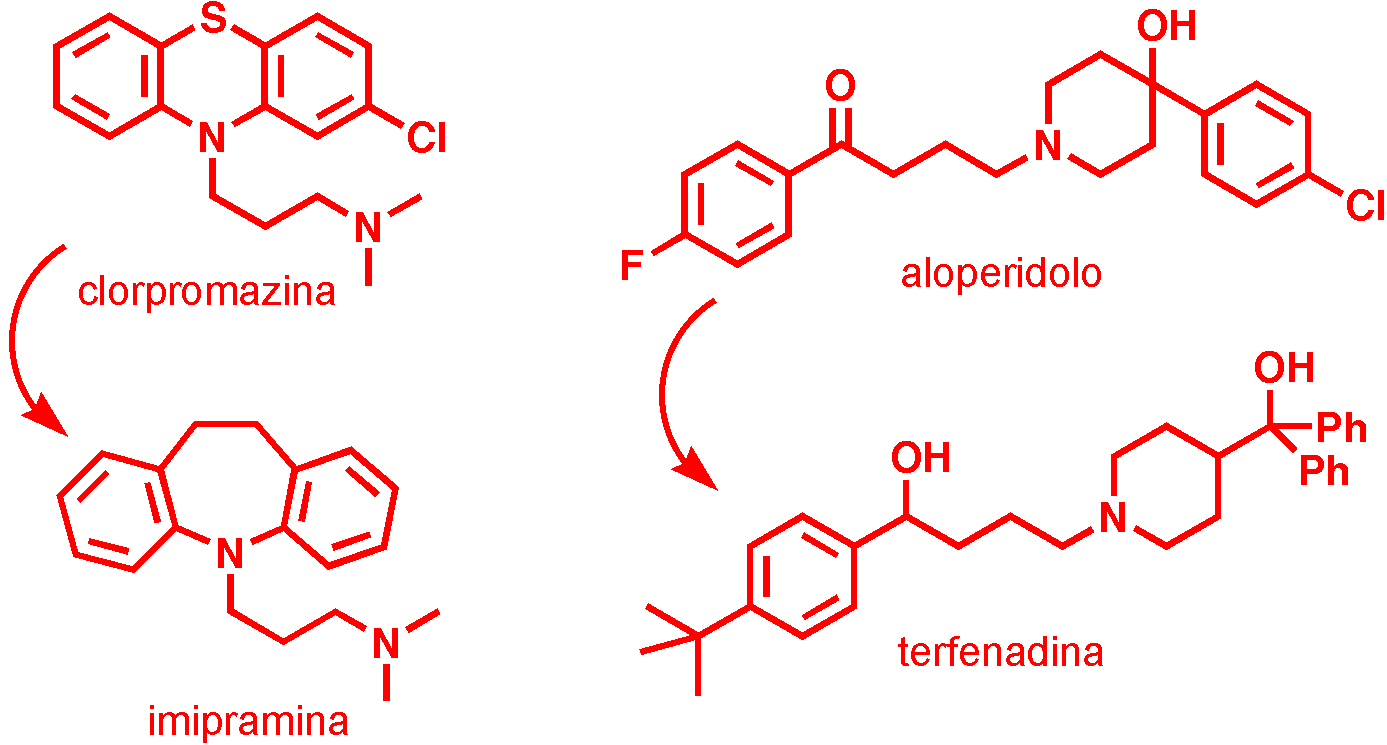 S
N
Cl
N
clorpromazina
O
OH
N
F
Cl
aloperidolo
N
N
imipramina
OH
OH
Ph
Ph
N
terfenadina